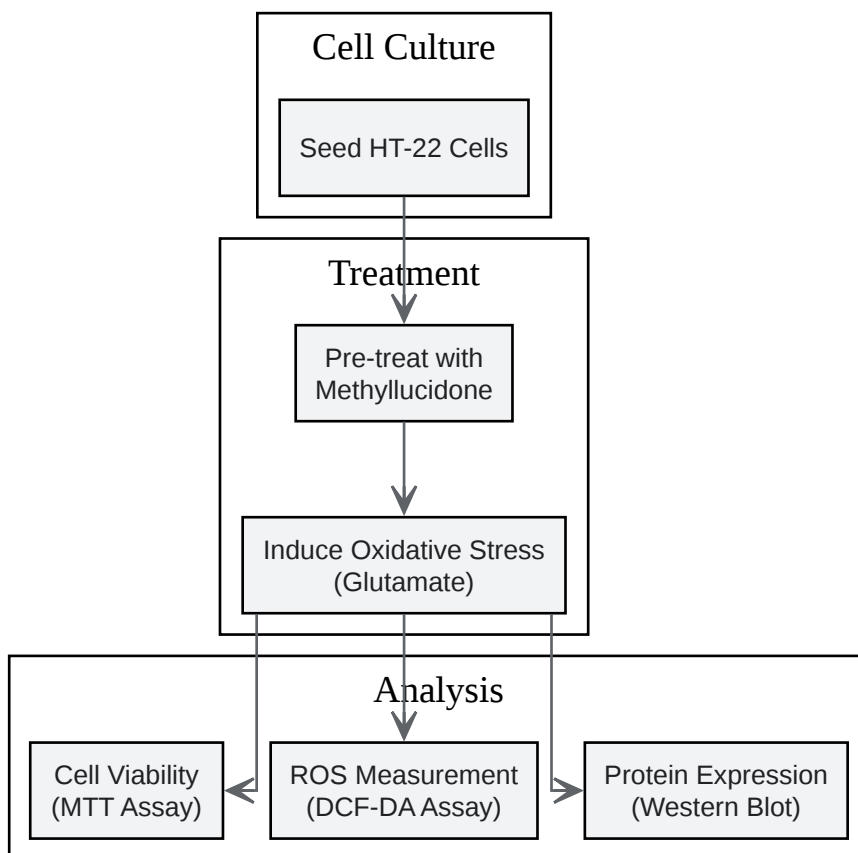 Cell Culture
Seed HT-22 Cells
Treatment
Pre-treat with
Methyllucidone
Induce Oxidative Stress
(Glutamate)
Analysis
Cell Viability
(MTT Assay)
ROS Measurement
(DCF-DA Assay)
Protein Expression
(Western Blot)